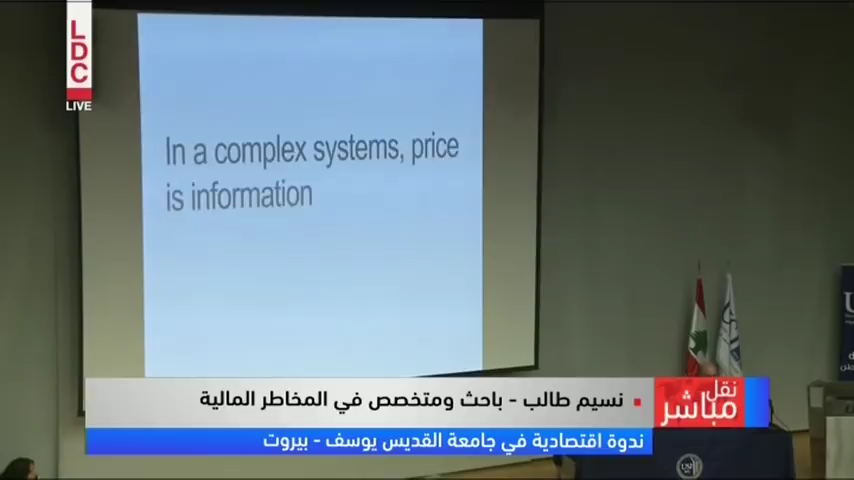 LDC
LIVE
In a complex systems, price
is information
نسيم طالب - باحث ومتخصص في المخاطر المالية
نقل
مباشر
ندوة اقتصادية في جامعة القديس يوسف - بيروت